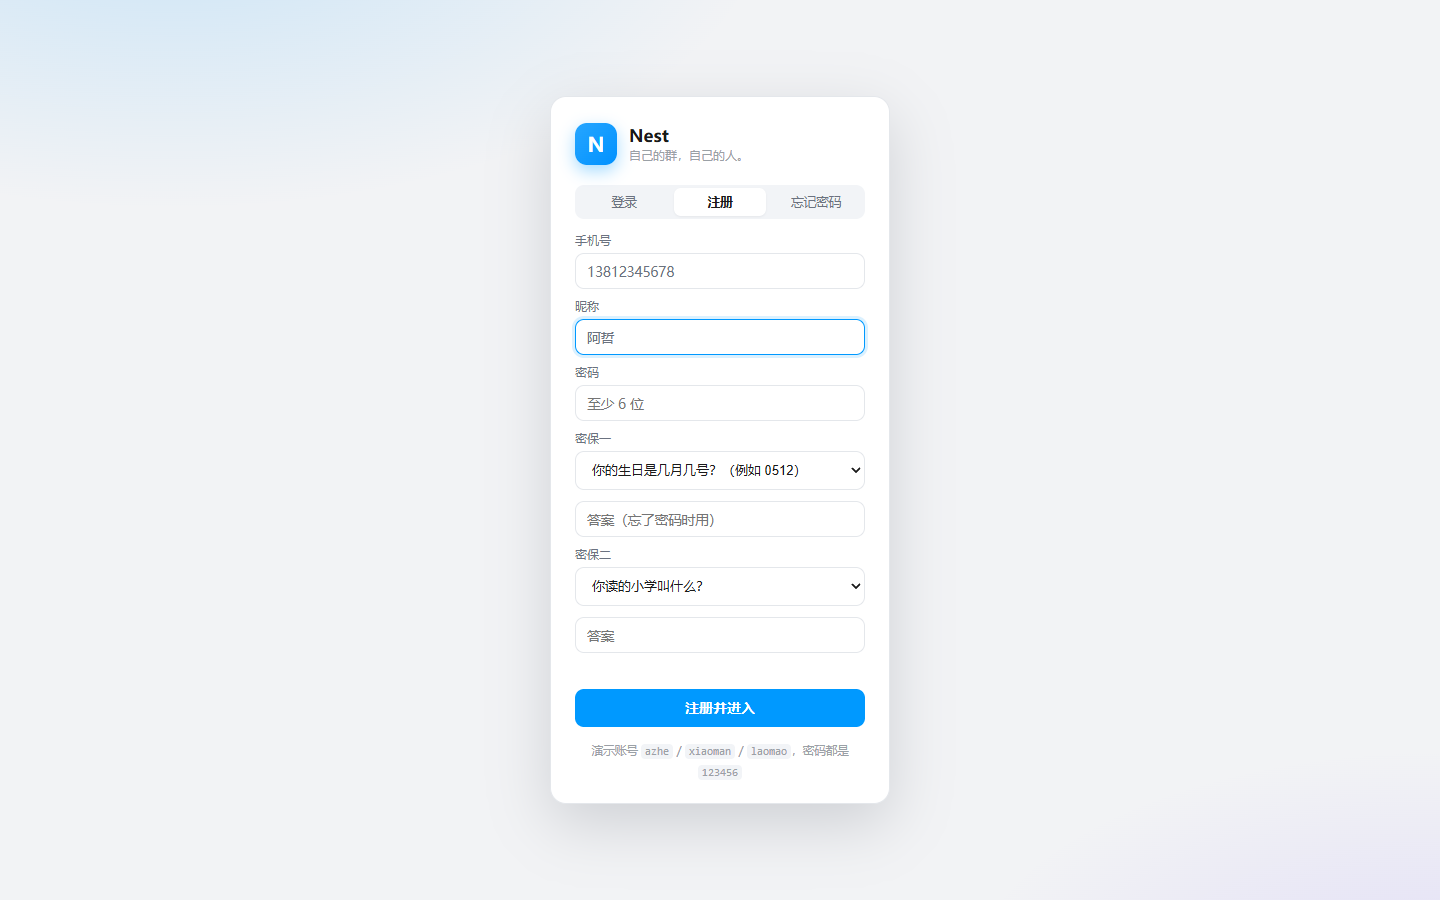 N
Nest
自己的群，自己的人。
登录 注册 忘记密码
手机号
13812345678
昵称
阿哲
密码
至少 6 位
密保一
你的生日是几月几号？（例如 0512）
答案（忘了密码时用）
密保二
你读的小学叫什么？
答案
注册并进入
演示账号 azhe / xiaoman / laomao，密码都是
123456